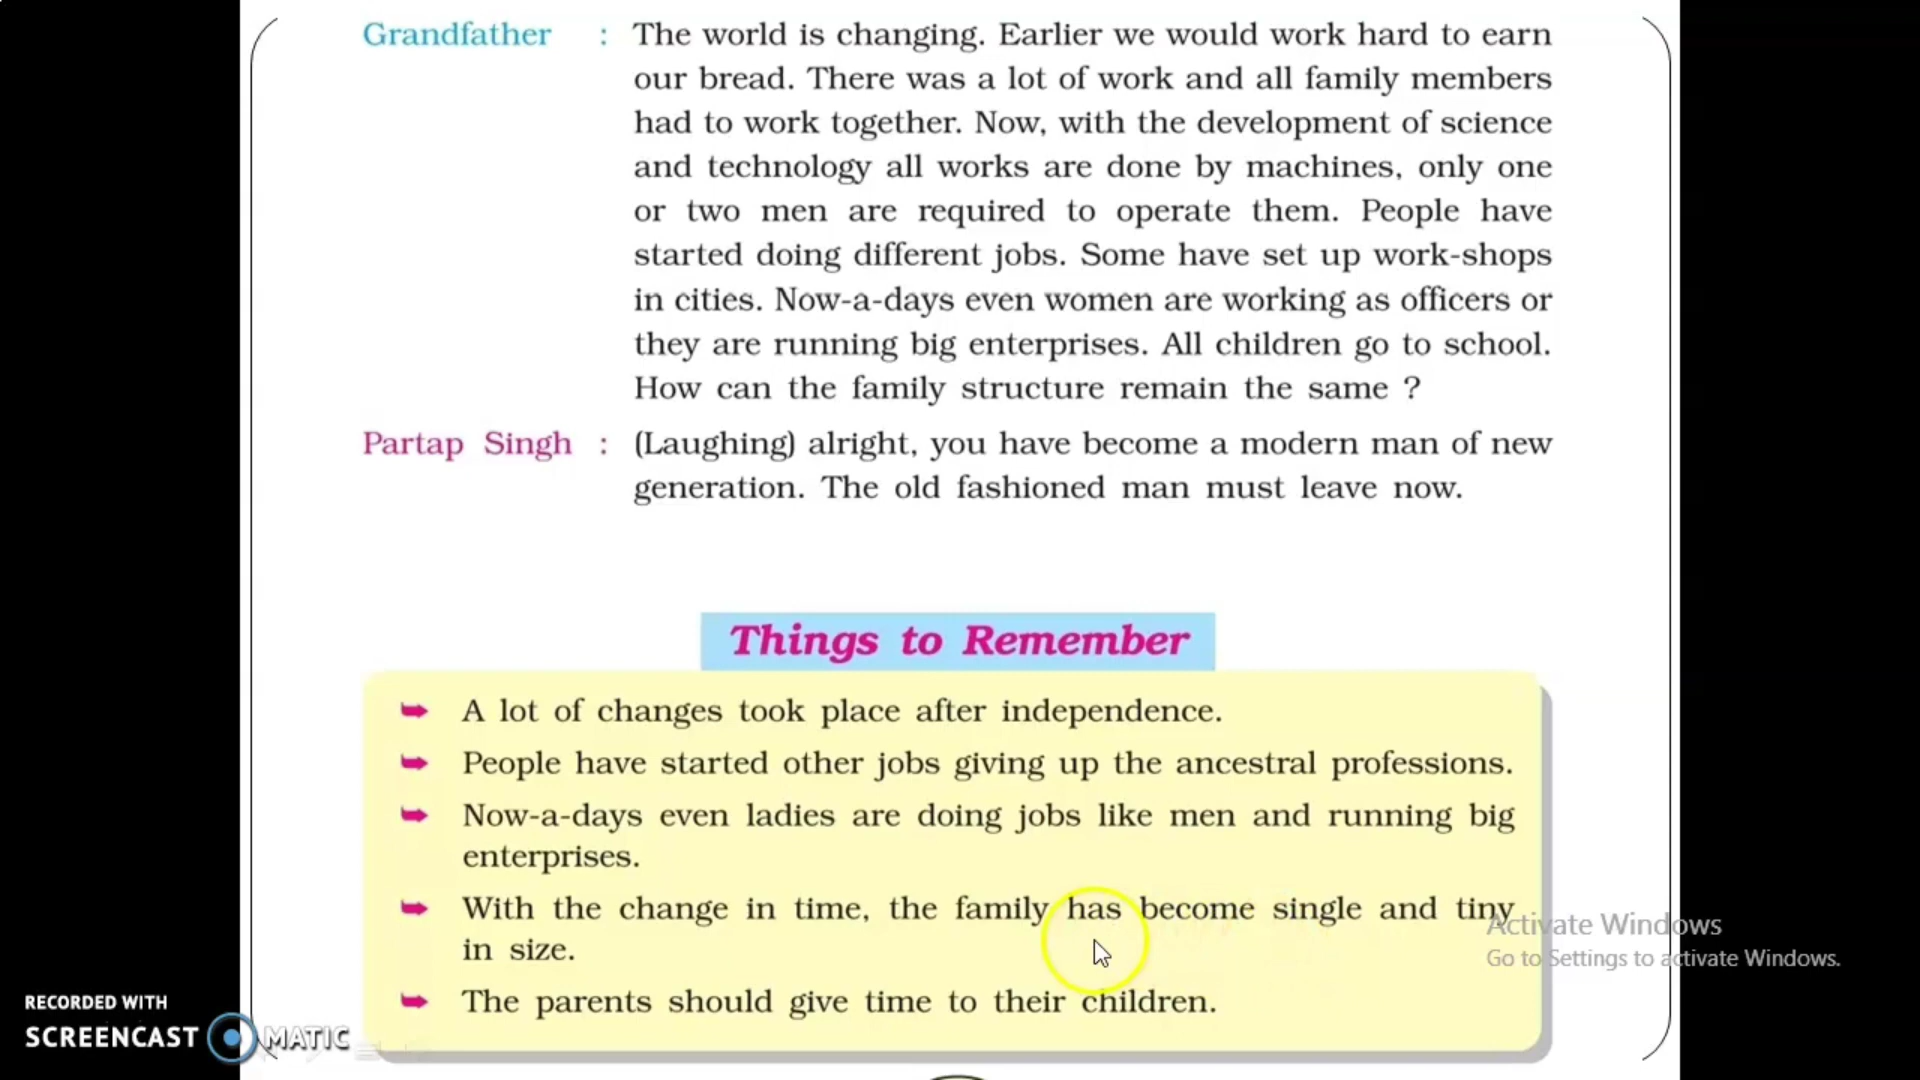 Grandfather : The world is changing. Earlier we would work hard to earn
our bread. There was a lot of work and all family members
had to work together. Now, with the development of science
and technology all works are done by machines, only one
or two men are required to operate them. People have
started doing different jobs. Some have set up work-shops
in cities. Now-a-days even women are working as officers or
they are running big enterprises. All children go to school.
How can the family structure remain the same ?
Partap Singh : (Laughing) alright, you have become a modern man of new
generation. The old fashioned man must leave now.
Things to Remember
A lot of changes took place after independence.
People have started other jobs giving up the ancestral professions.
Now-a-days even ladies are doing jobs like men and running big
enterprises.
With the change in time, the family has become single and tiny
in size.
The parents should give time to their children.
Activate Windows
Go to Settings to activate Windows.
RECORDED WITH
SCREENCAST MATIC